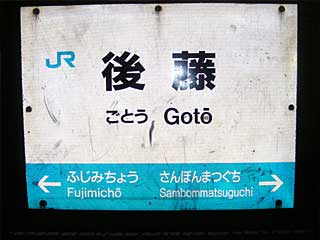 JR
後藤
ごとう Gotō
ふじみちょう さんぼんまつぐち
← Fujimichō Sambommatsuguchi →